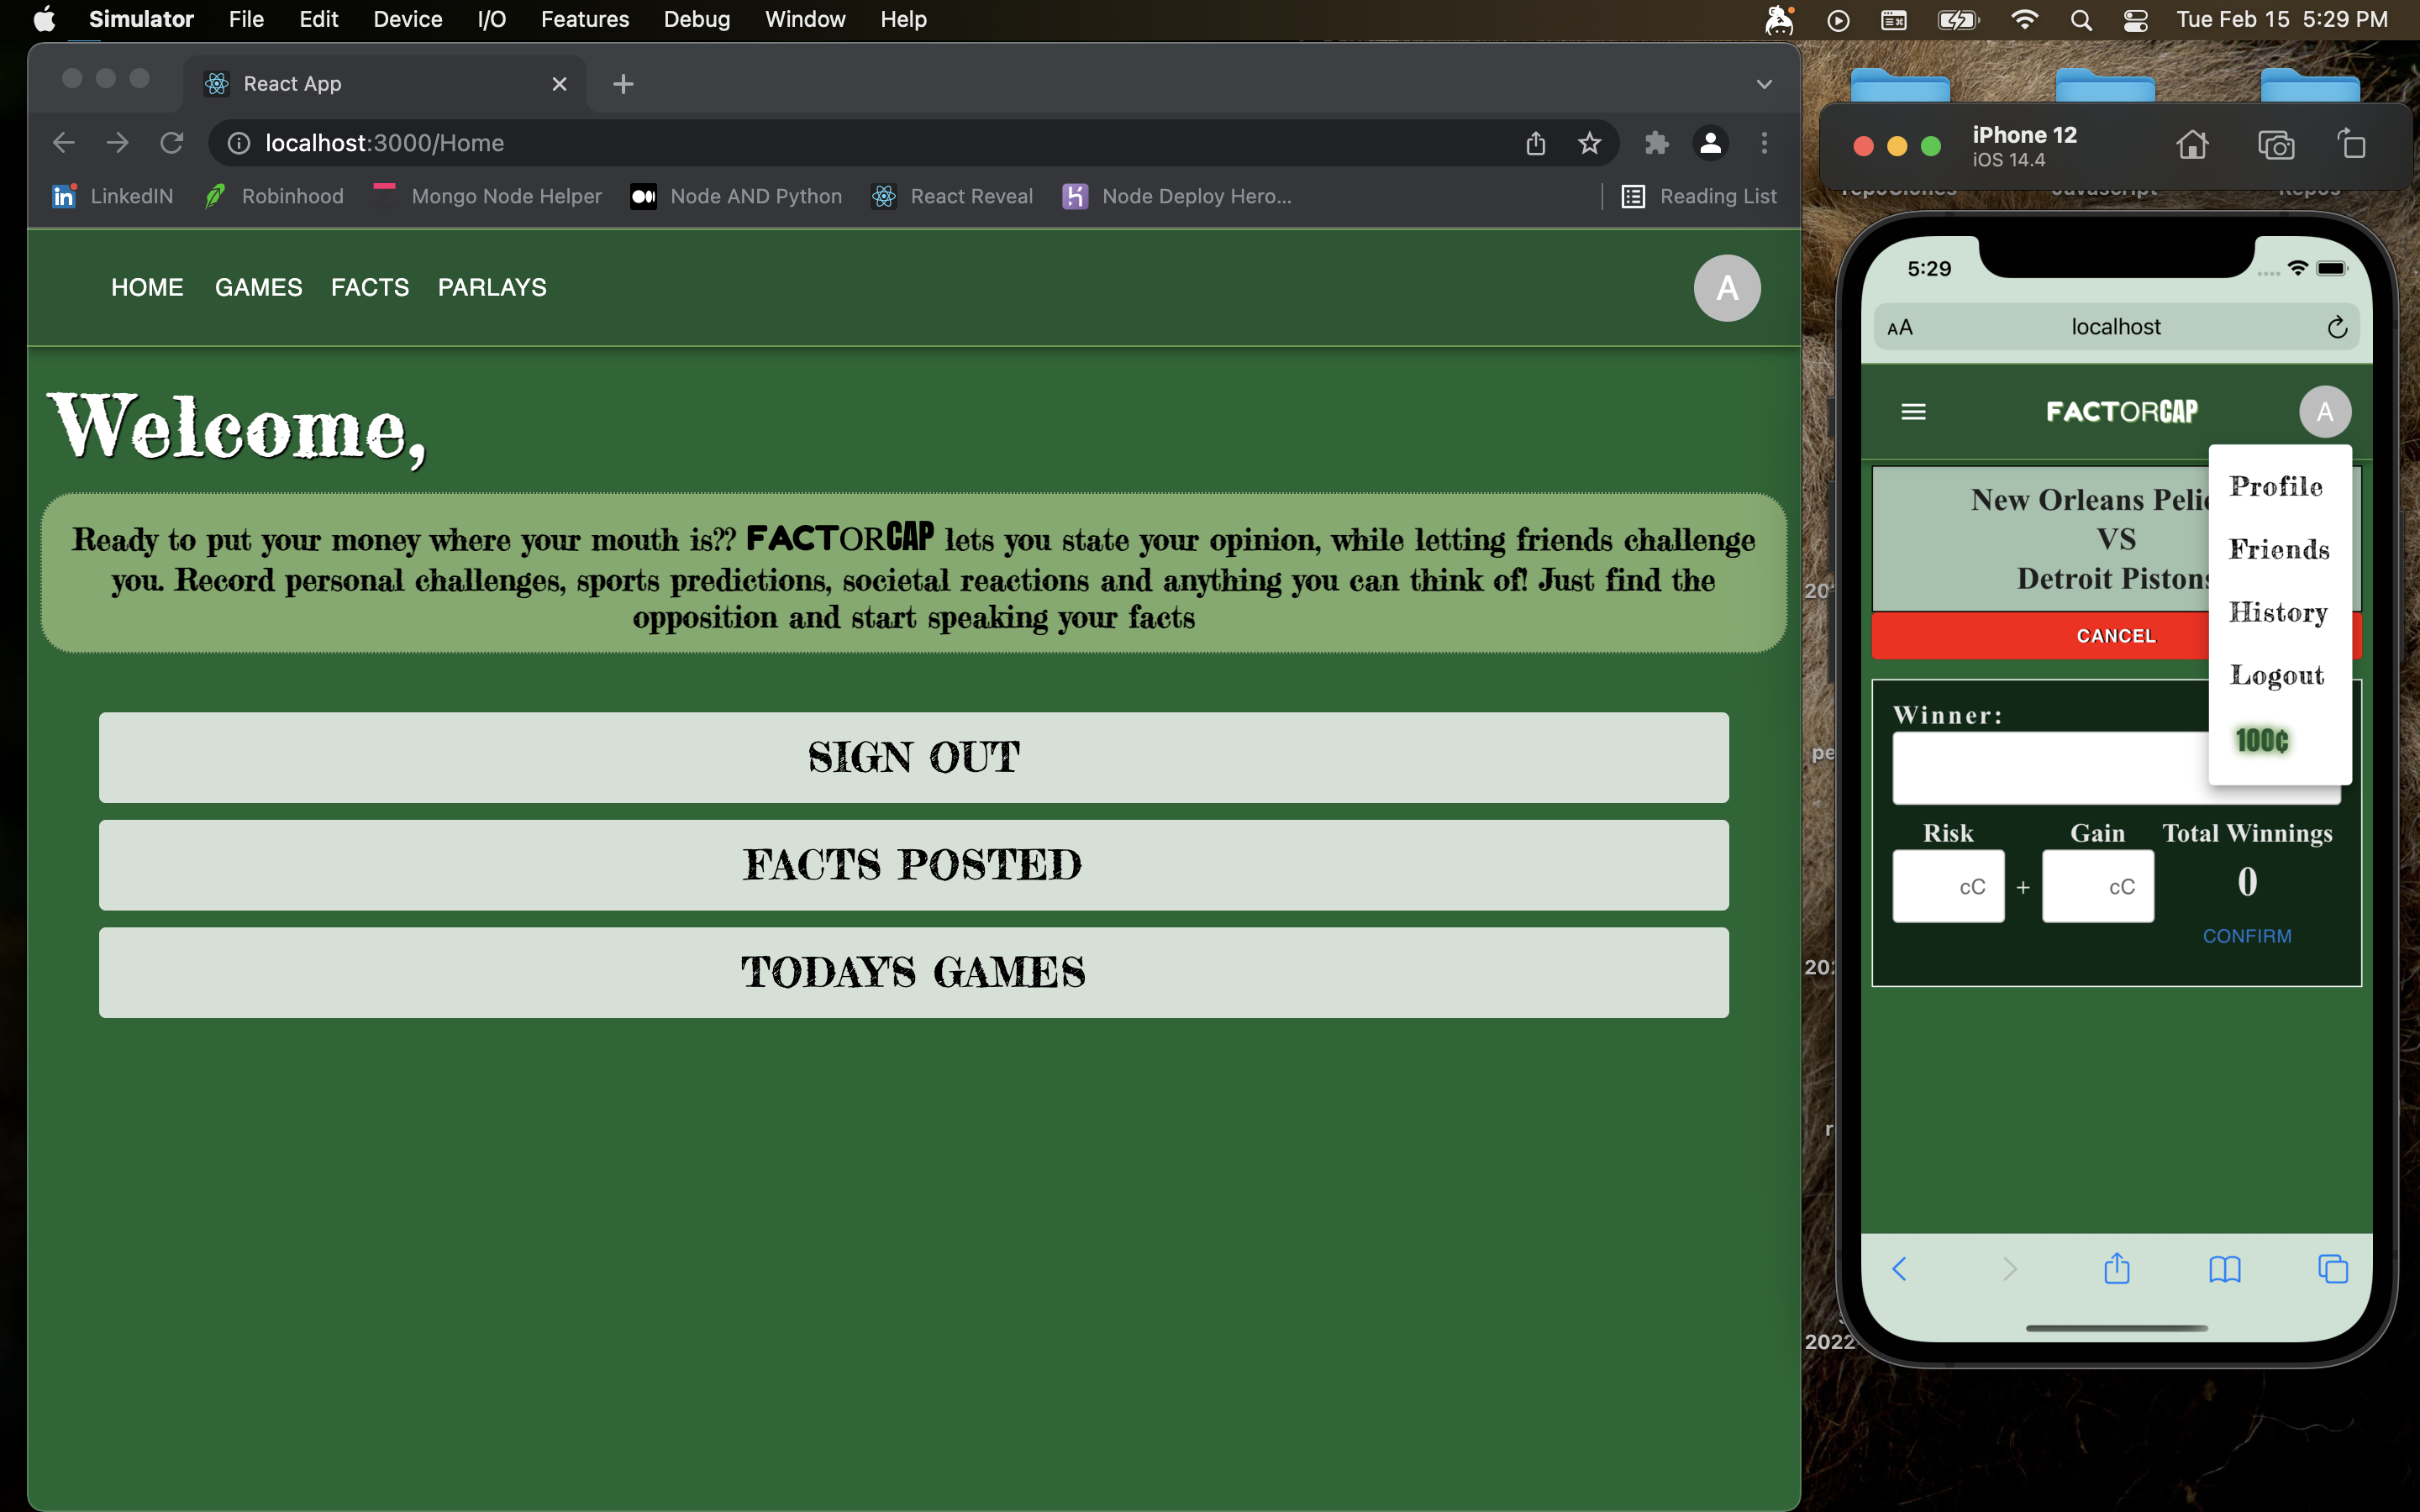 Simulator File Edit Device I/O Features Debug Window Help Tue Feb 15 5:29 PM
React App
localhost:3000/Home
LinkedIN Robinhood Mongo Node Helper Node AND Python React Reveal Node Deploy Hero... Reading List
HOME GAMES FACTS PARLAYS A
Welcome,
Ready to put your money where your mouth is?? FACTORCAP lets you state your opinion, while letting friends challenge
you. Record personal challenges, sports predictions, societal reactions and anything you can think of! Just find the
opposition and start speaking your facts
SIGN OUT
FACTS POSTED
TODAYS GAMES
iPhone 12
iOS 14.4
5:29
AA localhost
FACTORCAP A
New Orleans Pelic
VS
Detroit Pistons
CANCEL
Profile
Friends
History
Logout
100¢
Winner:
Risk Gain Total Winnings
cC + cC 0
CONFIRM
2022